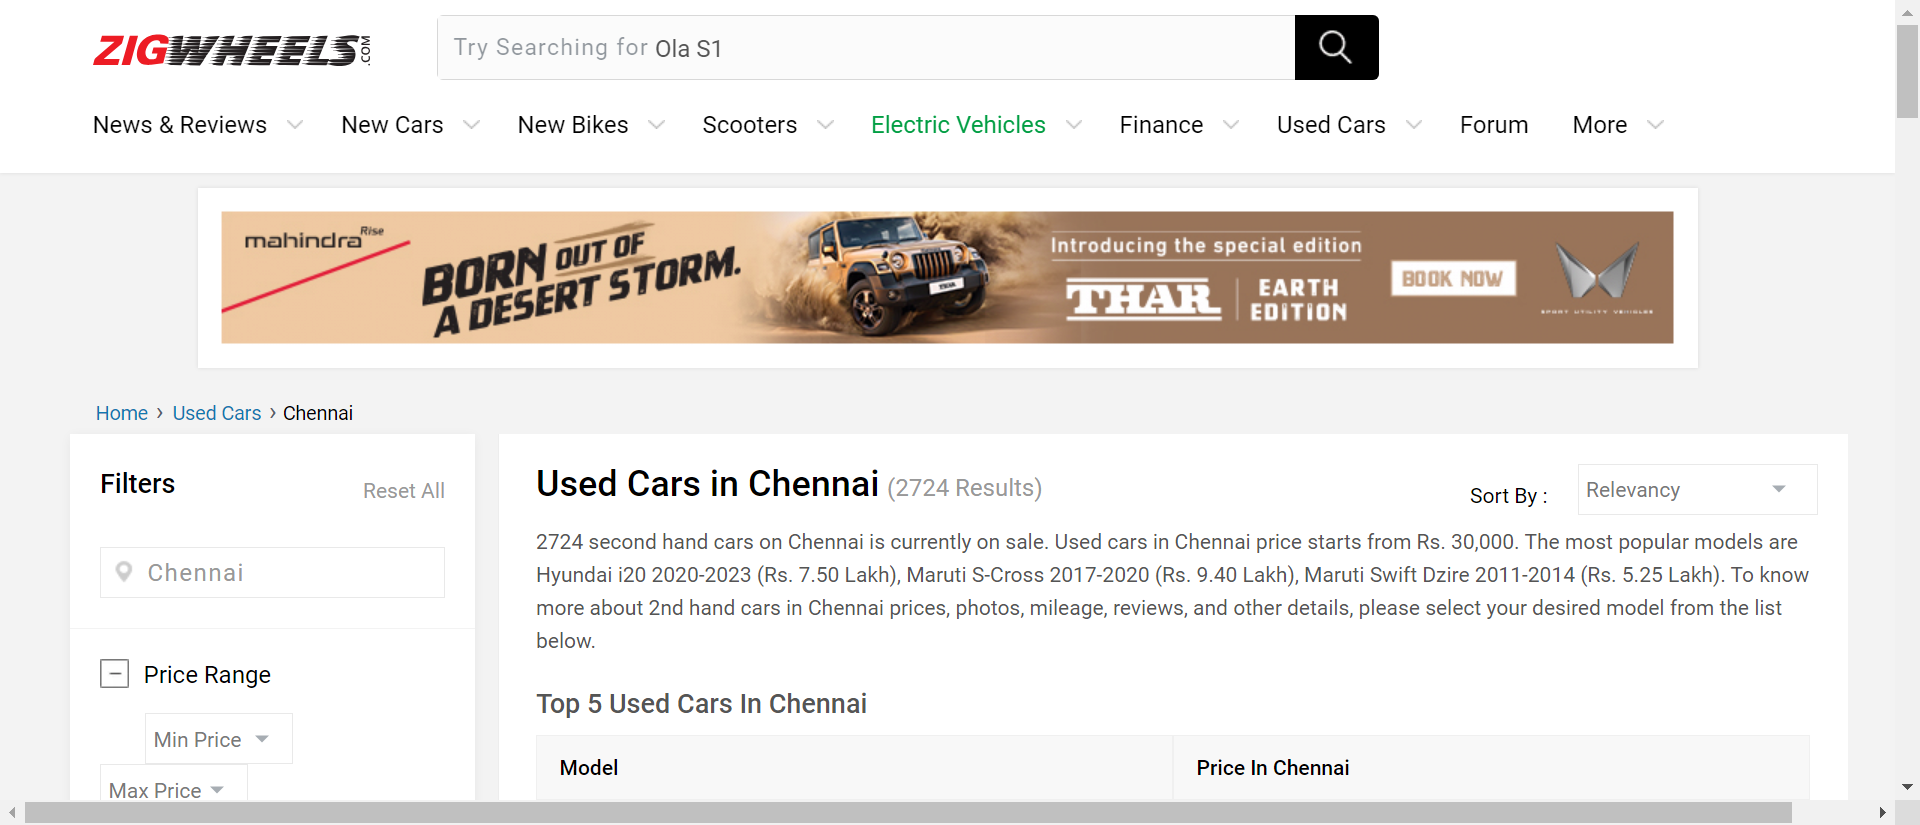 ZIGWHEELS.COM
Try Searching for Ola S1
News & Reviews New Cars New Bikes Scooters Electric Vehicles Finance Used Cars Forum More
mahindra Rise
BORN OUT OF
A DESERT STORM.
THAR
Introducing the special edition
THAR
EARTH
EDITION
BOOK NOW
SPORT UTILITY VEHICLES
Home › Used Cars › Chennai
Filters
Reset All
Chennai
Price Range
Min Price
Max Price
Used Cars in Chennai (2724 Results)
Sort By :
Relevancy
2724 second hand cars on Chennai is currently on sale. Used cars in Chennai price starts from Rs. 30,000. The most popular models are
Hyundai i20 2020-2023 (Rs. 7.50 Lakh), Maruti S-Cross 2017-2020 (Rs. 9.40 Lakh), Maruti Swift Dzire 2011-2014 (Rs. 5.25 Lakh). To know
more about 2nd hand cars in Chennai prices, photos, mileage, reviews, and other details, please select your desired model from the list
below.
Top 5 Used Cars In Chennai
Model
Price In Chennai